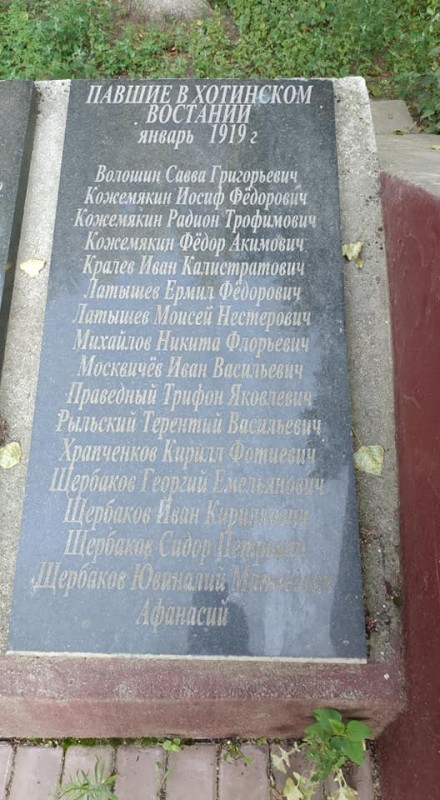 ПАВШИЕ В ХОТИНСКОМ
ВОСТАНИИ
январь 1919 г
Волошин Савва Григорьевич
Кожемякин Иосиф Фёдорович
Кожемякин Радион Трофимович
Кожемякин Фёдор Акимович
Кралев Иван Калистратович
Латышев Ермил Фёдорович
Латышев Моисей Нестерович
Михайлов Никита Флорьевич
Москвичёв Иван Васильевич
Праведный Трифон Яковлевич
Рыльский Терентий Васильевич
Храпченков Кирилл Фотиевич
Щербаков Георгий Емельянович
Щербаков Иван Кириллович
Щербаков Сидор Петрович
Щербаков Ювиналий
Афанасий